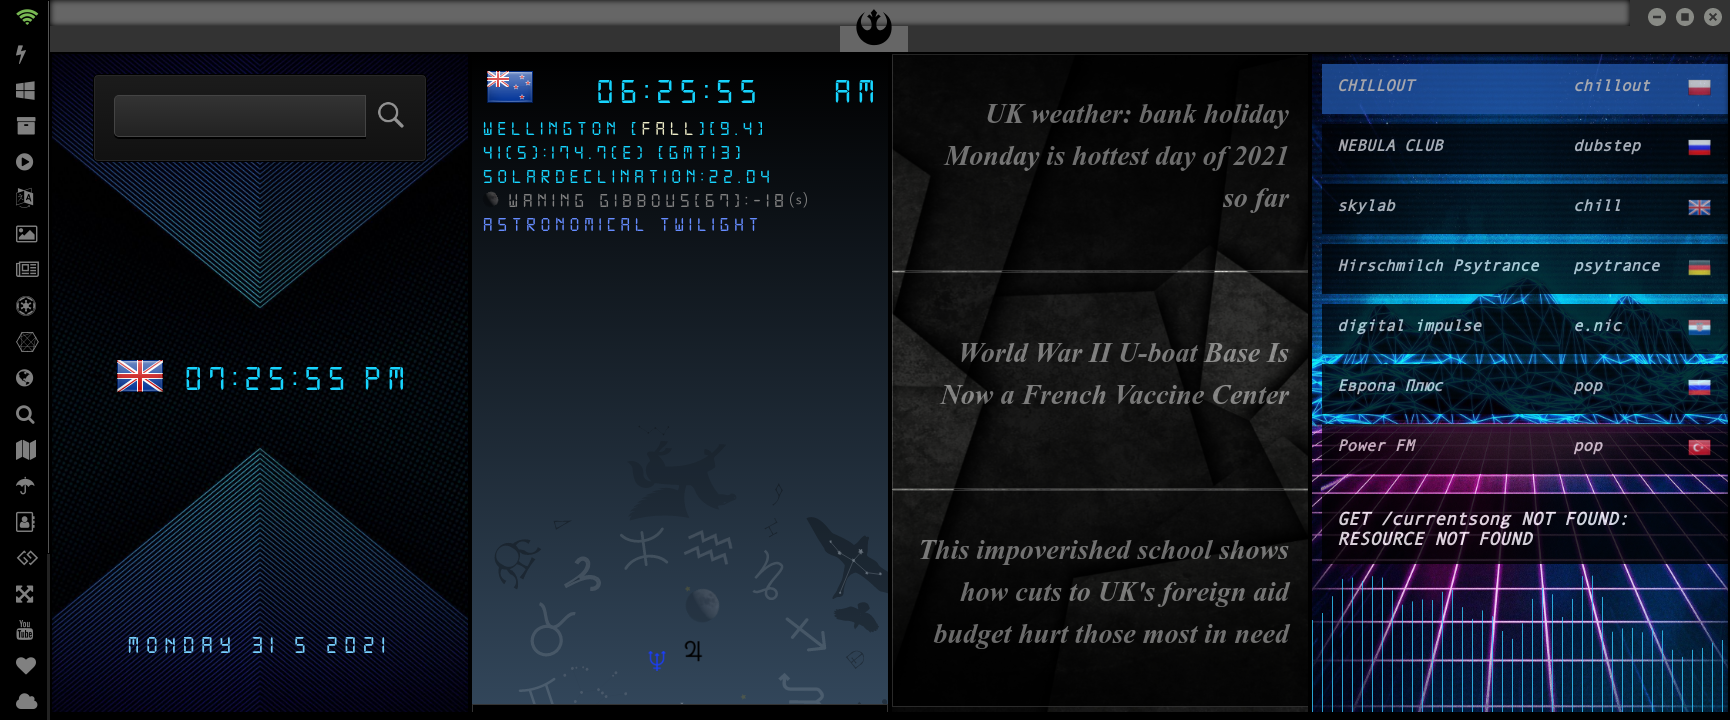 07:25:55 PM
MONDAY 31 5 2021
06:25:55 AM
WELLINGTON [FALL][9.4]
41(S):174.7(E) [GMT13]
SOLARDECLINATION:22.04
WANING GIBBOUS[67]:-18(s)
ASTRONOMICAL TWILIGHT
UK weather: bank holiday
Monday is hottest day of 2021
so far
World War II U-boat Base Is
Now a French Vaccine Center
This impoverished school shows
how cuts to UK's foreign aid
budget hurt those most in need
CHILLOUT chillout
NEBULA CLUB dubstep
skylab chill
Hirschmilch Psytrance psytrance
digital impulse e.nic
Европа Плюс pop
Power FM pop
GET /currentsong NOT FOUND:
RESOURCE NOT FOUND
You
Tube